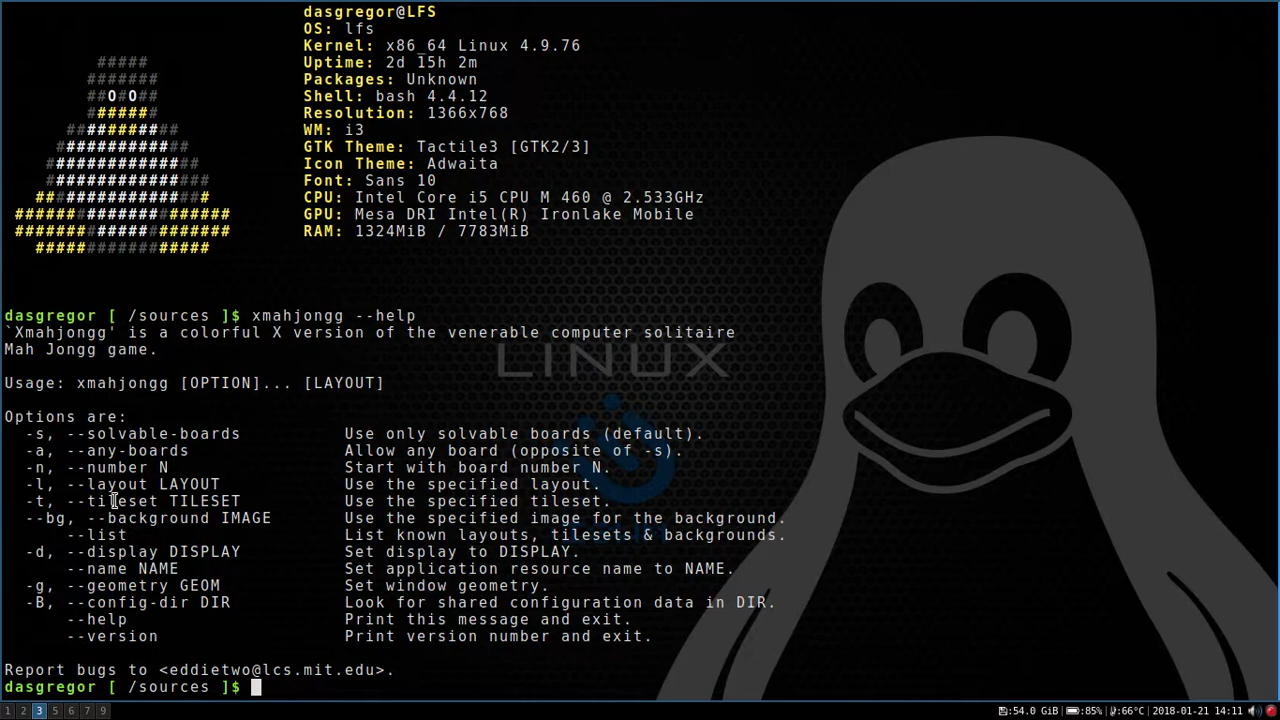 dasgregor@LFS
OS: lfs
Kernel: x86_64 Linux 4.9.76
Uptime: 2d 15h 2m
Packages: Unknown
Shell: bash 4.4.12
Resolution: 1366x768
WM: i3
GTK Theme: Tactile3 [GTK2/3]
Icon Theme: Adwaita
Font: Sans 10
CPU: Intel Core i5 CPU M 460 @ 2.533GHz
GPU: Mesa DRI Intel(R) Ironlake Mobile
RAM: 1324MiB / 7783MiB
dasgregor [ /sources ]$ xmahjongg --help
`Xmahjongg' is a colorful X version of the venerable computer solitaire
Mah Jongg game.
LINUX
Usage: xmahjongg [OPTION]... [LAYOUT]
Options are:
-s, --solvable-boards Use only solvable boards (default).
-a, --any-boards Allow any board (opposite of -s).
-n, --number N Start with board number N.
-l, --layout LAYOUT Use the specified layout.
-t, --tileset TILESET Use the specified tileset.
--bg, --background IMAGE Use the specified image for the background.
--list List known layouts, tilesets & backgrounds.
-d, --display DISPLAY Set display to DISPLAY.
--name NAME Set application resource name to NAME.
-g, --geometry GEOM Set window geometry.
-B, --config-dir DIR Look for shared configuration data in DIR.
--help Print this message and exit.
--version Print version number and exit.
Report bugs to <eddietwo@lcs.mit.edu>.
dasgregor [ /sources ]$
1 2 3 4 5 6 7 9 :54.0 GiB :85% :66°C 2018-01-21 14:11